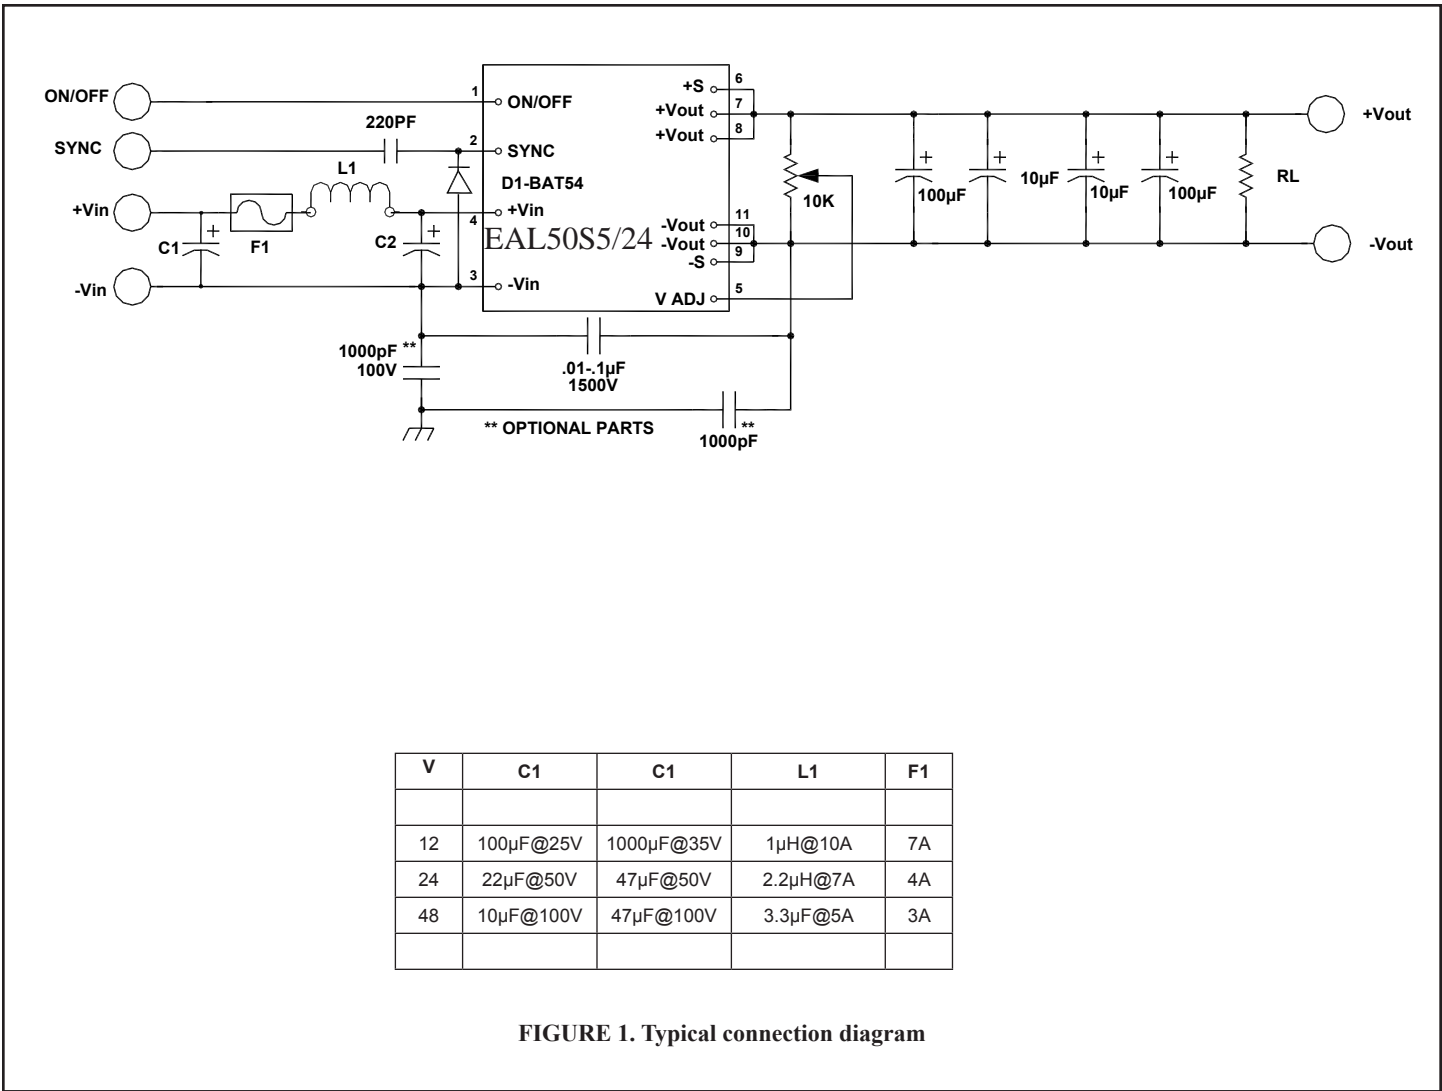 ON/OFF
1
ON/OFF
220PF
SYNC
2
SYNC
L1
D1-BAT54
+Vin
4
+Vin
C1
+
F1
C2
+
EAL50S5/24
-Vin
3
-Vin
+S
6
+Vout
7
+Vout
8
10K
-Vout
11
-Vout
10
-S
9
V ADJ
5
+
100µF
+
10µF
+
10µF
+
100µF
RL
+Vout
-Vout
1000pF **
100V
.01-.1µF
1500V
** OPTIONAL PARTS
**
1000pF
V C1 C1 L1 F1
12 100µF@25V 1000µF@35V 1µH@10A 7A
24 22µF@50V 47µF@50V 2.2µH@7A 4A
48 10µF@100V 47µF@100V 3.3µF@5A 3A
FIGURE 1. Typical connection diagram